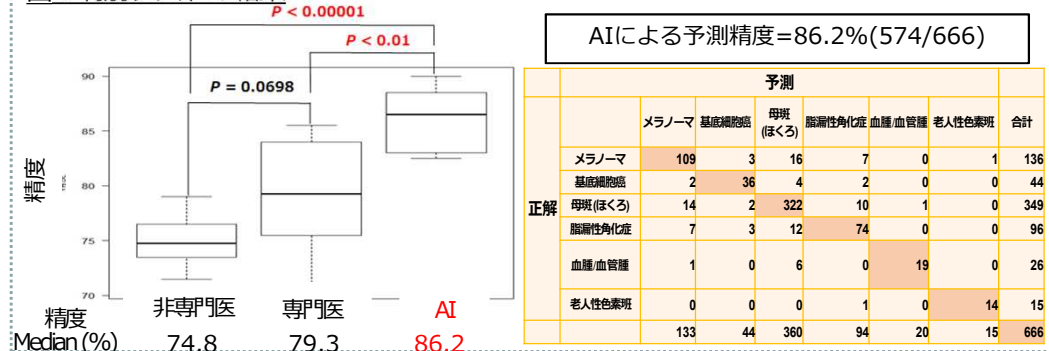 P < 0.00001
P < 0.01
P = 0.0698
90
85
80
75
70
精度
非専門医 専門医 AI
精度
Median (%) 74.8 79.3 86.2
AIによる予測精度=86.2%(574/666)
予測
メラノーマ 基底細胞癌 母斑(ほくろ) 脂漏性角化症 血腫/血管腫 老人性色素斑 合計
正解
メラノーマ 109 3 16 7 0 1 136
基底細胞癌 2 36 4 2 0 0 44
母斑(ほくろ) 14 2 322 10 1 0 349
脂漏性角化症 7 3 12 74 0 0 96
血腫/血管腫 1 0 6 0 19 0 26
老人性色素斑 0 0 0 1 0 14 15
133 44 360 94 20 15 666